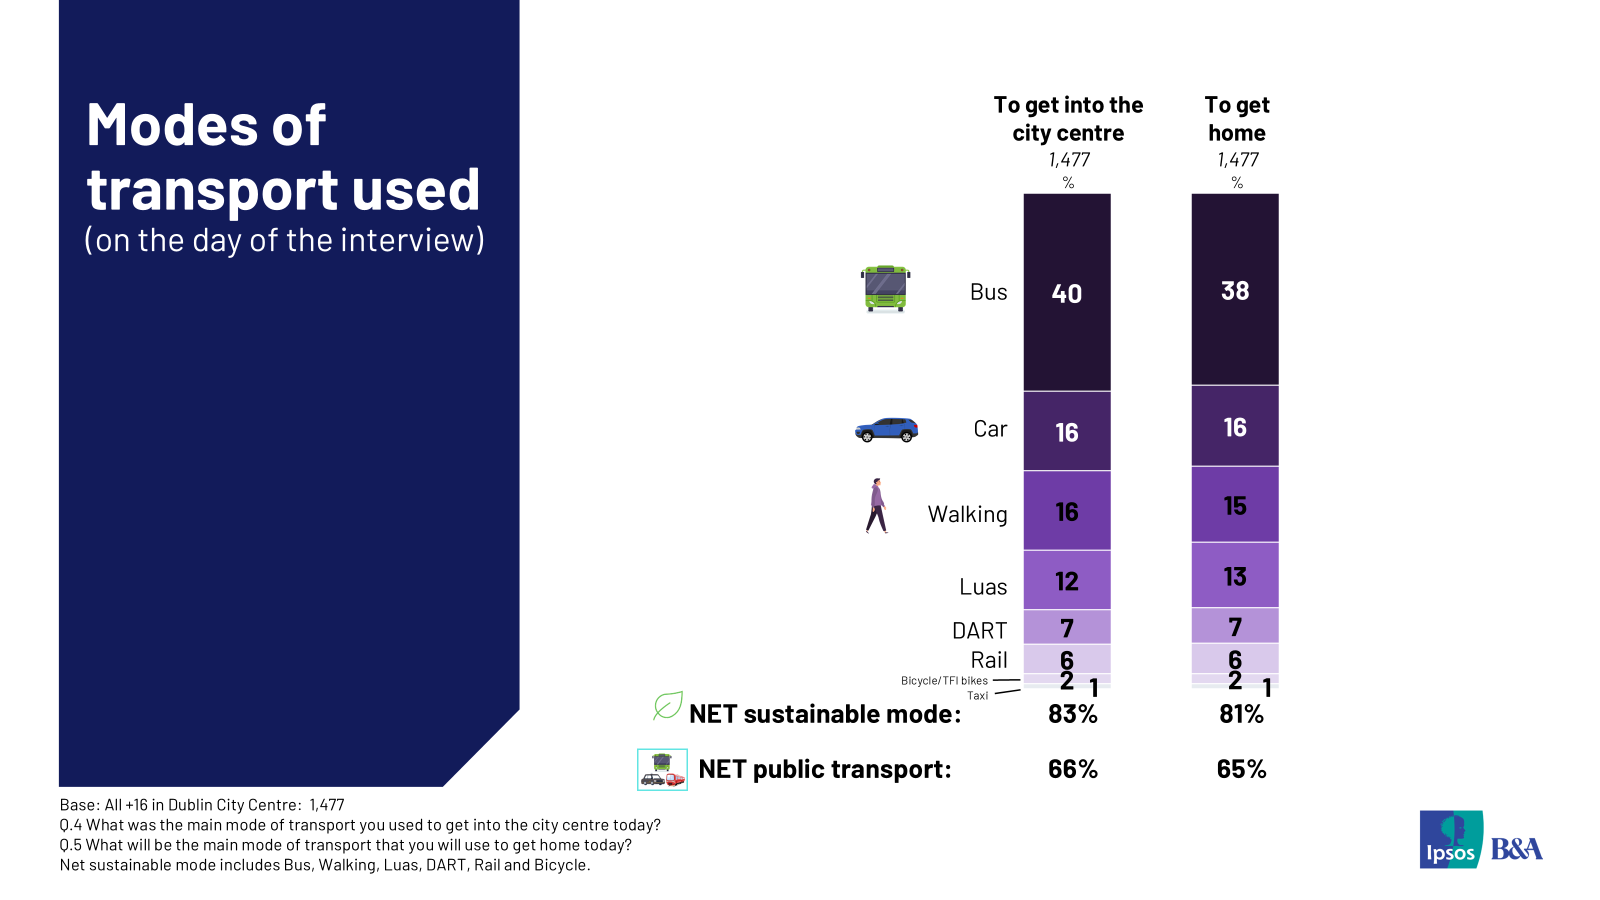 Modes of
transport used
(on the day of the interview)
To get into the
city centre
1,477
%
To get
home
1,477
%
Bus 40 38
Car 16 16
Walking 16 15
Luas 12 13
DART 7 7
Rail 6 6
Bicycle/TFI bikes 2 2
Taxi 1 1
NET sustainable mode: 83% 81%
NET public transport: 66% 65%
Base: All +16 in Dublin City Centre: 1,477
Q.4 What was the main mode of transport you used to get into the city centre today?
Q.5 What will be the main mode of transport that you will use to get home today?
Net sustainable mode includes Bus, Walking, Luas, DART, Rail and Bicycle.
Ipsos B&A